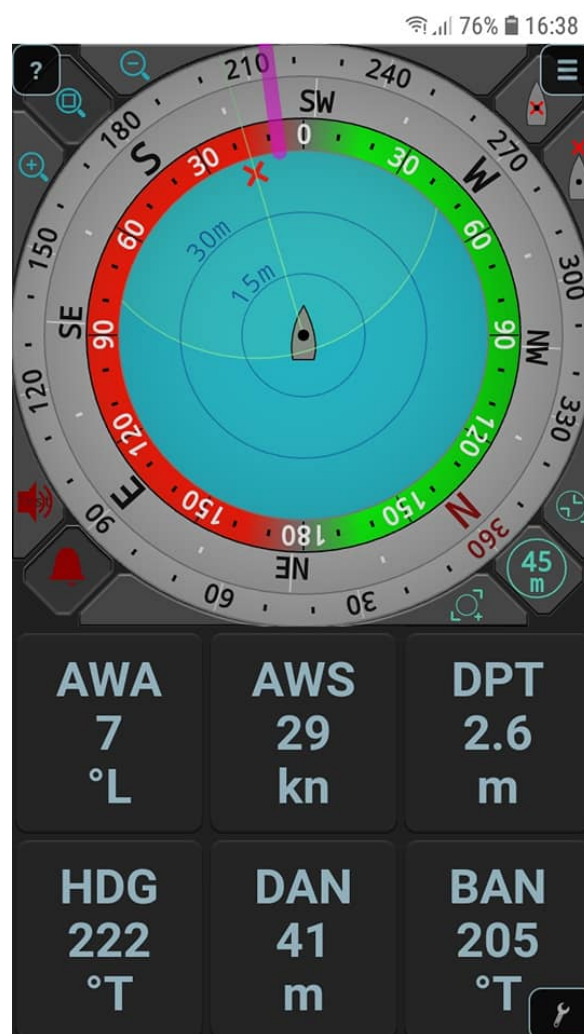 76% 16:38
?
210
240
180
SW
270
S
0
W
30
30
150
60
60
300
30m
15m
SE
90
90
NW
120
330
120
120
E
150
150
N
90
180
360
NE
45
m
60
30
AWA
7
°L
AWS
29
kn
DPT
2.6
m
HDG
222
°T
DAN
41
m
BAN
205
°T